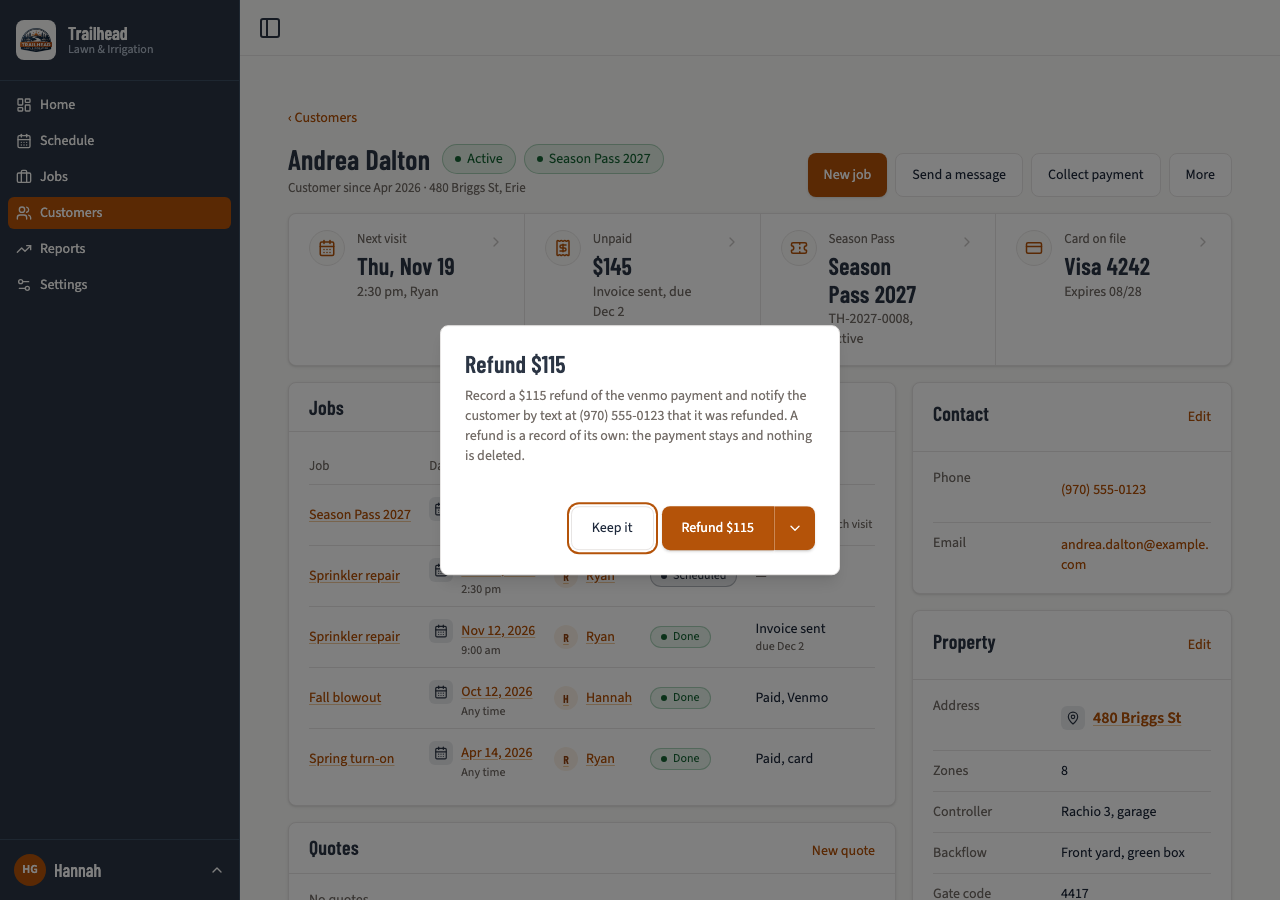 Trailhead
Lawn & Irrigation
TRAILHEAD
Home
Schedule
Jobs
Customers
Reports
Settings
HG
Hannah
‹ Customers
Andrea Dalton
Active
Season Pass 2027
Customer since Apr 2026 · 480 Briggs St, Erie
New job
Send a message
Collect payment
More
Next visit
Thu, Nov 19
2:30 pm, Ryan
Unpaid
$145
Invoice sent, due
Dec 2
Season Pass
Season
Pass 2027
TH-2027-0008,
Card on file
Visa 4242
Expires 08/28
Refund $115
Record a $115 refund of the venmo payment and notify the
customer by text at (970) 555-0123 that it was refunded. A
refund is a record of its own: the payment stays and nothing
is deleted.
Keep it
Refund $115
Jobs
Job
Season Pass 2027
visit
Sprinkler repair
2:30 pm
R
Ryan
Scheduled
—
Sprinkler repair
Nov 12, 2026
9:00 am
R
Ryan
Done
Invoice sent
due Dec 2
Fall blowout
Oct 12, 2026
Any time
H
Hannah
Done
Paid, Venmo
Spring turn-on
Apr 14, 2026
Any time
R
Ryan
Done
Paid, card
Quotes
New quote
No quotes
Contact
Edit
Phone
(970) 555-0123
Email
andrea.dalton@example.
com
Property
Edit
Address
480 Briggs St
Zones
8
Controller
Rachio 3, garage
Backflow
Front yard, green box
Gate code
4417